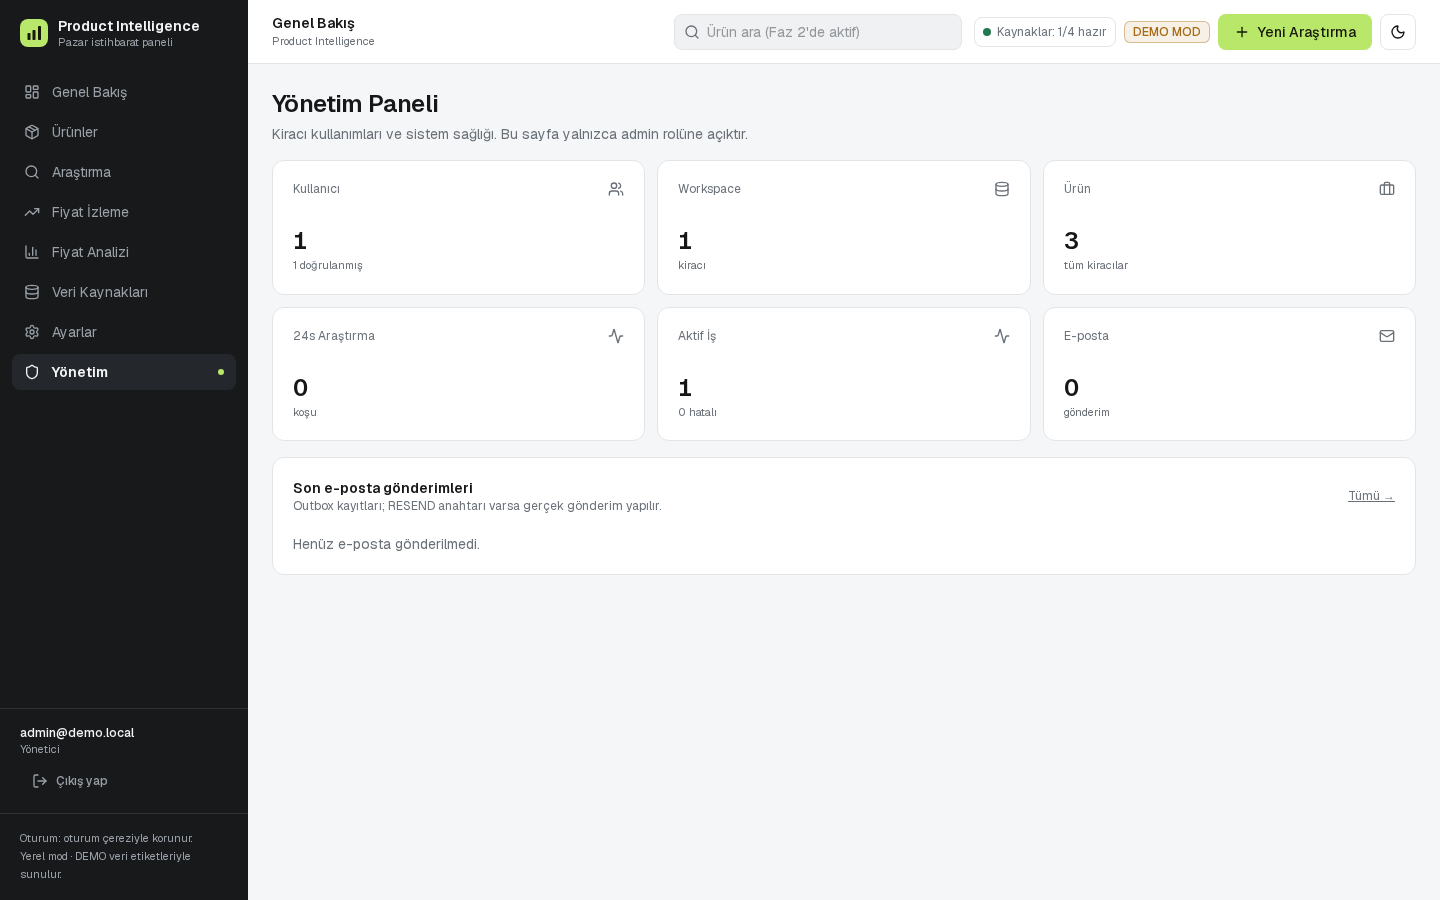 Product Intelligence
Pazar istihbarat paneli
Genel Bakış
Ürünler
Araştırma
Fiyat İzleme
Fiyat Analizi
Veri Kaynakları
Ayarlar
Yönetim
admin@demo.local
Yönetici
Çıkış yap
Oturum: oturum çereziyle korunur.
Yerel mod · DEMO veri etiketleriyle
sunulur.
Genel Bakış
Product Intelligence
Ürün ara (Faz 2'de aktif)
Kaynaklar: 1/4 hazır
DEMO MOD
Yeni Araştırma
Yönetim Paneli
Kiracı kullanımları ve sistem sağlığı. Bu sayfa yalnızca admin rolüne açıktır.
Kullanıcı
1
1 doğrulanmış
Workspace
1
kiracı
Ürün
3
tüm kiracılar
24s Araştırma
0
koşu
Aktif İş
1
0 hatalı
E-posta
0
gönderim
Son e-posta gönderimleri
Outbox kayıtları; RESEND anahtarı varsa gerçek gönderim yapılır.
Tümü →
Henüz e-posta gönderilmedi.